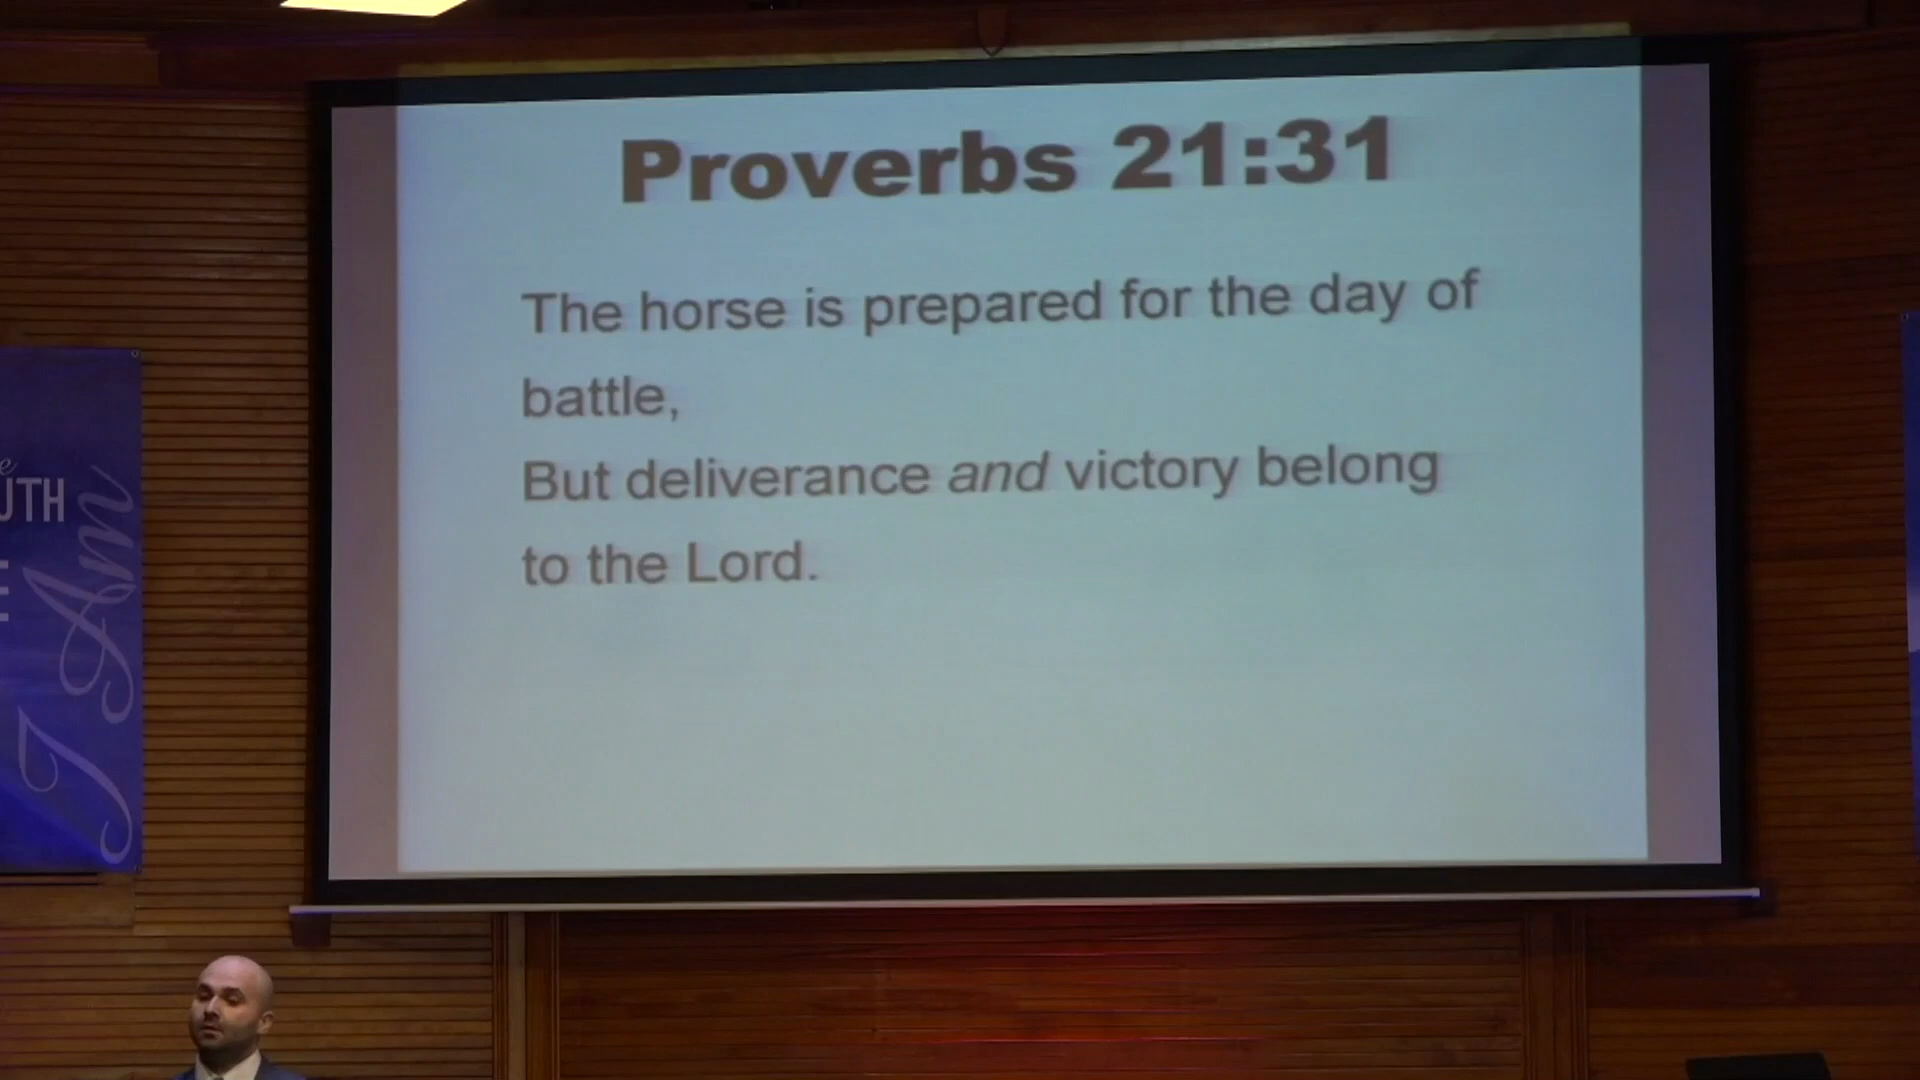 Proverbs 21:31
The horse is prepared for the day of
battle,
But deliverance and victory belong
to the Lord.
UTH
I Am